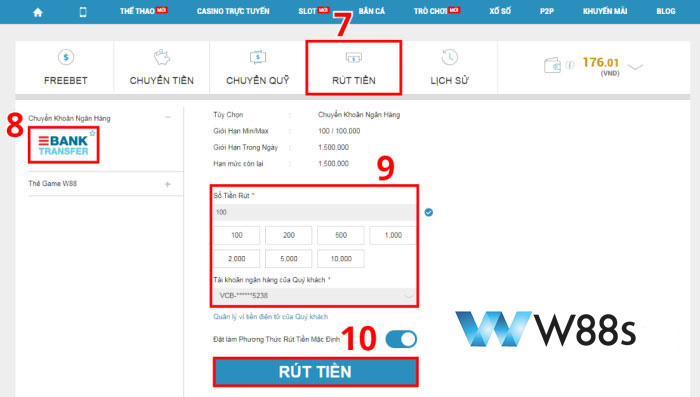 THỂ THAO MỚI CASINO TRỰC TUYẾN SLOT MỚI BẮN CÁ TRÒ CHƠI MỚI XỔ SỐ P2P KHUYẾN MÃI BLOG
7
FREEBET CHUYỂN TIỀN CHUYỂN QUỸ RÚT TIỀN LỊCH SỬ 176.01
(VND)
8
Chuyển Khoản Ngân Hàng
BANK
TRANSFER
Thẻ Game W88
Tùy Chọn : Chuyển Khoản Ngân Hàng
Giới Hạn Min/Max : 100 / 100,000
Giới Hạn Trong Ngày : 1,500,000
Hạn mức còn lại : 1,500,000
9
Số Tiền Rút *
100
100 200 500 1,000
2,000 5,000 10,000
Tài khoản ngân hàng của Quý khách *
VCB-******5238
Quản lý ví tiền điện tử của Quý khách
10
Đặt làm Phương Thức Rút Tiền Mặc Định
RÚT TIỀN
W88s